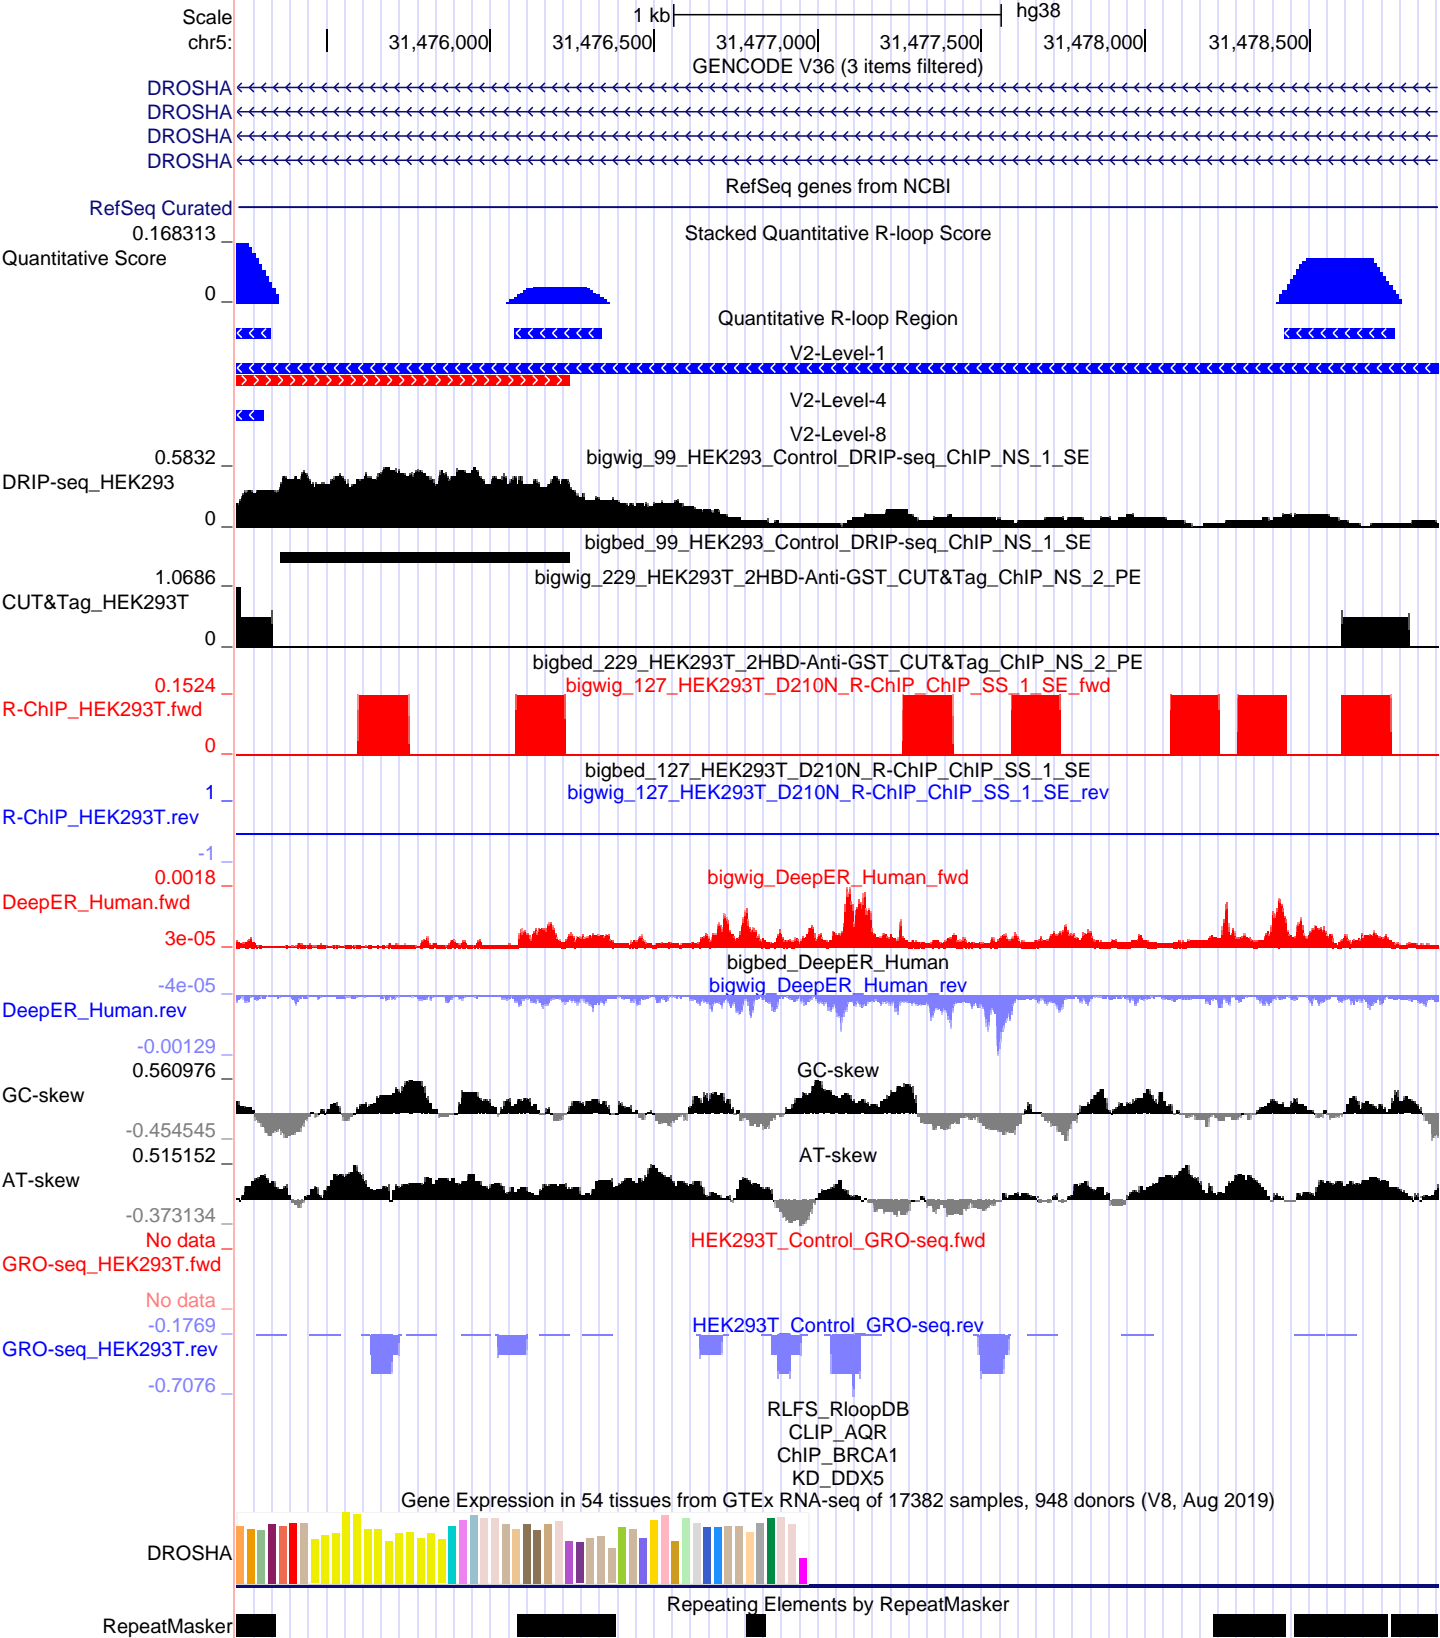 Scale 1 kb hg38
chr5: 31,476,000 31,476,500 31,477,000 31,477,500 31,478,000 31,478,500
GENCODE V36 (3 items filtered)
DROSHA
DROSHA
DROSHA
DROSHA
RefSeq genes from NCBI
RefSeq Curated
0.168313 Stacked Quantitative R-loop Score
Quantitative Score
0
Quantitative R-loop Region
V2-Level-1
V2-Level-4
V2-Level-8
0.5832 bigwig_99_HEK293_Control_DRIP-seq_ChIP_NS_1_SE
DRIP-seq_HEK293
0
bigbed_99_HEK293_Control_DRIP-seq_ChIP_NS_1_SE
1.0686 bigwig_229_HEK293T_2HBD-Anti-GST_CUT&Tag_ChIP_NS_2_PE
CUT&Tag_HEK293T
0
bigbed_229_HEK293T_2HBD-Anti-GST_CUT&Tag_ChIP_NS_2_PE
0.1524 bigwig_127_HEK293T_D210N_R-ChIP_ChIP_SS_1_SE_fwd
R-ChIP_HEK293T.fwd
0
bigbed_127_HEK293T_D210N_R-ChIP_ChIP_SS_1_SE
1 bigwig_127_HEK293T_D210N_R-ChIP_ChIP_SS_1_SE_rev
R-ChIP_HEK293T.rev
-1
0.0018 bigwig_DeepER_Human_fwd
DeepER_Human.fwd
3e-05
bigbed_DeepER_Human
-4e-05 bigwig_DeepER_Human_rev
DeepER_Human.rev
-0.00129
0.560976 GC-skew
GC-skew
-0.454545
0.515152 AT-skew
AT-skew
-0.373134
No data HEK293T_Control_GRO-seq.fwd
GRO-seq_HEK293T.fwd
No data
-0.1769 HEK293T_Control_GRO-seq.rev
GRO-seq_HEK293T.rev
-0.7076
RLFS_RloopDB
CLIP_AQR
ChIP_BRCA1
KD_DDX5
Gene Expression in 54 tissues from GTEx RNA-seq of 17382 samples, 948 donors (V8, Aug 2019)
DROSHA
Repeating Elements by RepeatMasker
RepeatMasker